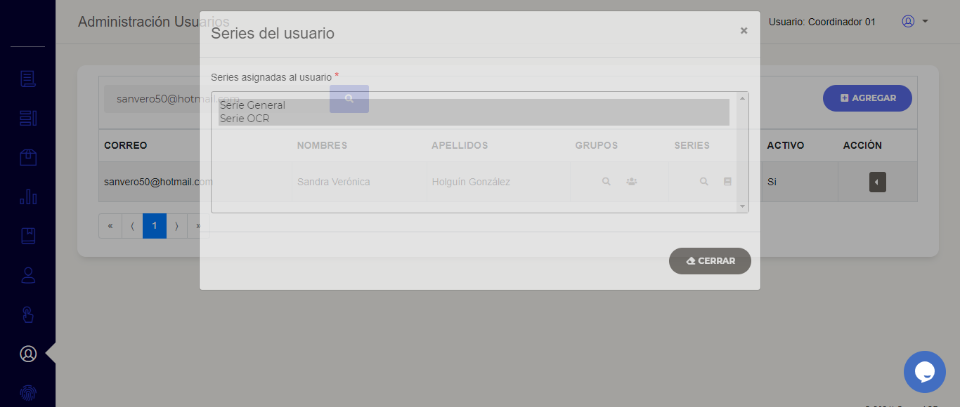 Administración Usuarios
Usuario: Coordinador 01
Series del usuario
×
Series asignadas al usuario *
sanvero50@hotmail.com
AGREGAR
Serie General
Serie OCR
CORREO NOMBRES APELLIDOS GRUPOS SERIES ACTIVO ACCIÓN
sanvero50@hotmail.com Sandra Verónica Holguín González Si
« ⟨ 1 ⟩ »
CERRAR